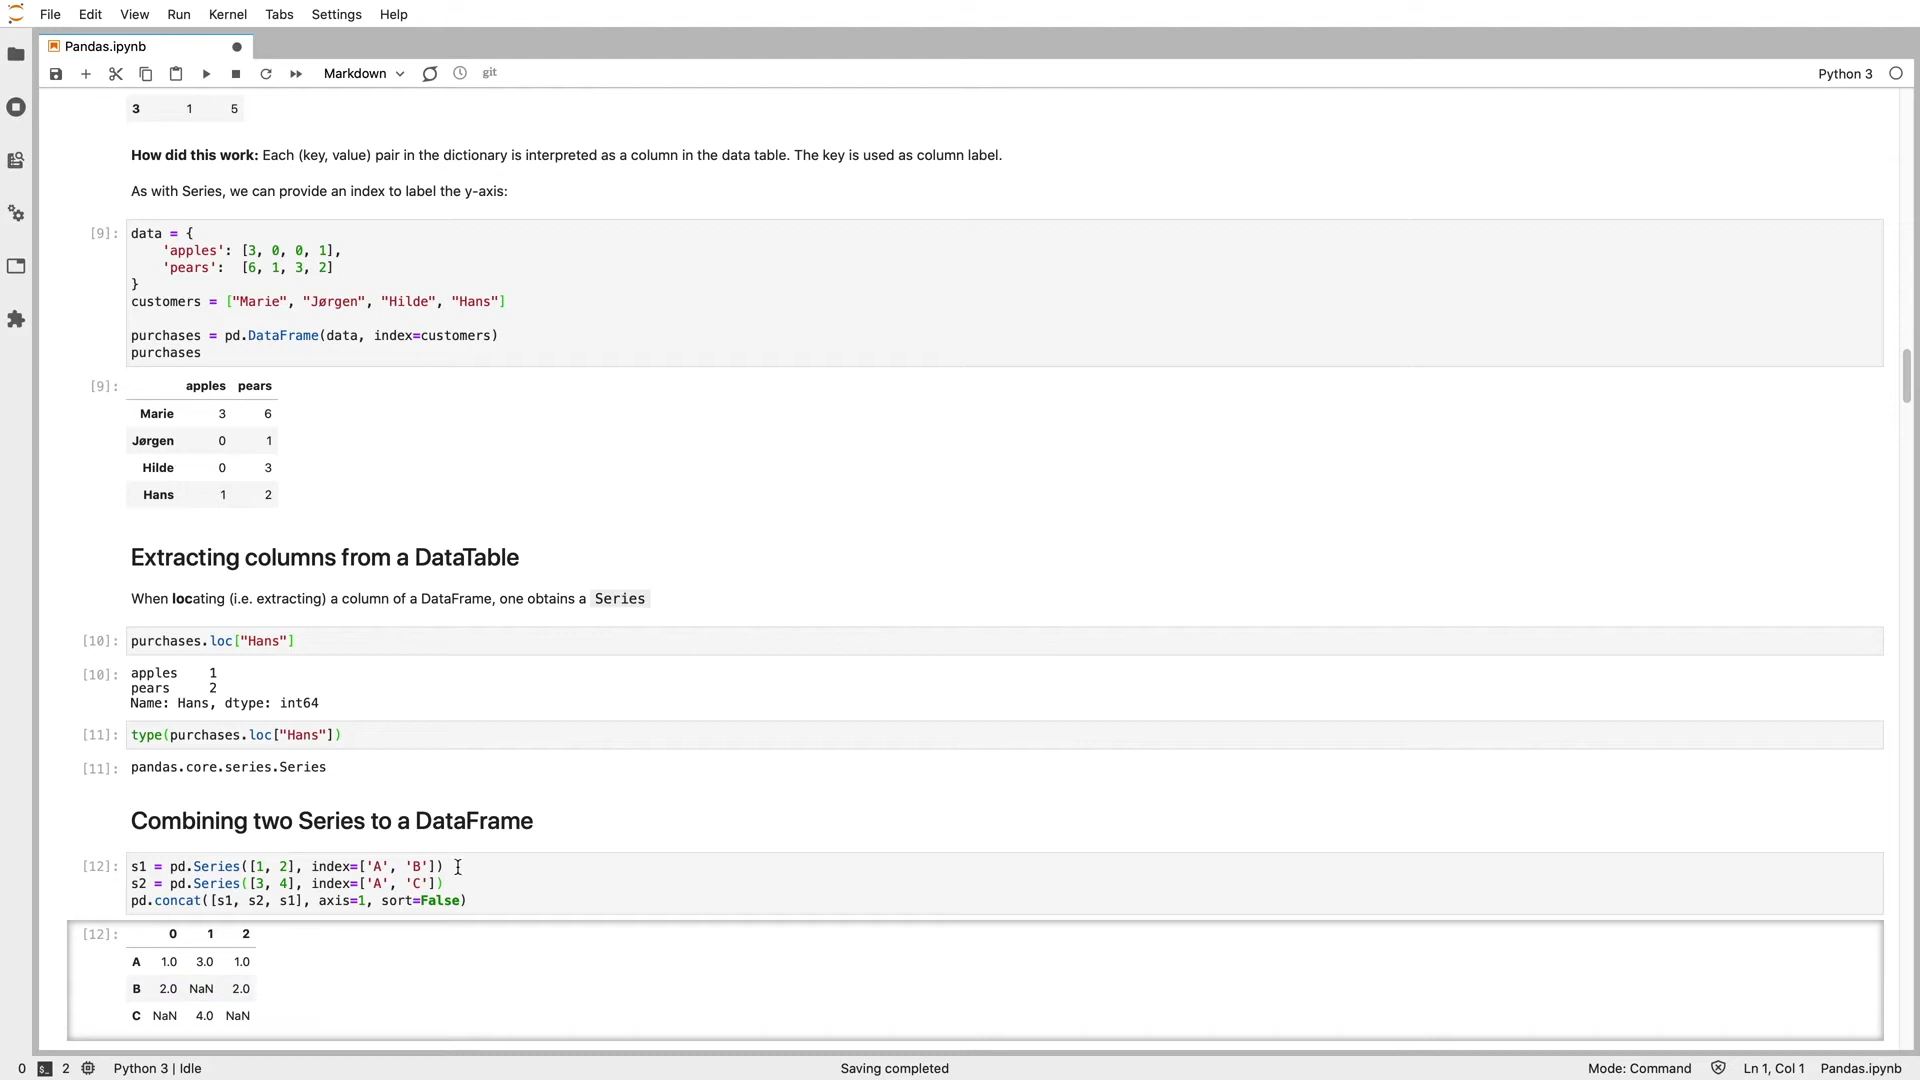 File Edit View Run Kernel Tabs Settings Help
Pandas.ipynb
Markdown git Python 3
3 1 5
How did this work: Each (key, value) pair in the dictionary is interpreted as a column in the data table. The key is used as column label.
As with Series, we can provide an index to label the y-axis:
[9]: data = {
'apples': [3, 0, 0, 1],
'pears': [6, 1, 3, 2]
}
customers = ["Marie", "Jørgen", "Hilde", "Hans"]
purchases = pd.DataFrame(data, index=customers)
purchases
[9]: apples pears
Marie 3 6
Jørgen 0 1
Hilde 0 3
Hans 1 2
Extracting columns from a DataTable
When locating (i.e. extracting) a column of a DataFrame, one obtains a Series
[10]: purchases.loc["Hans"]
[10]: apples 1
pears 2
Name: Hans, dtype: int64
[11]: type(purchases.loc["Hans"])
[11]: pandas.core.series.Series
Combining two Series to a DataFrame
[12]: s1 = pd.Series([1, 2], index=['A', 'B'])
s2 = pd.Series([3, 4], index=['A', 'C'])
pd.concat([s1, s2, s1], axis=1, sort=False)
[12]: 0 1 2
A 1.0 3.0 1.0
B 2.0 NaN 2.0
C NaN 4.0 NaN
0 $_ 2 Python 3 | Idle Saving completed Mode: Command Ln 1, Col 1 Pandas.ipynb